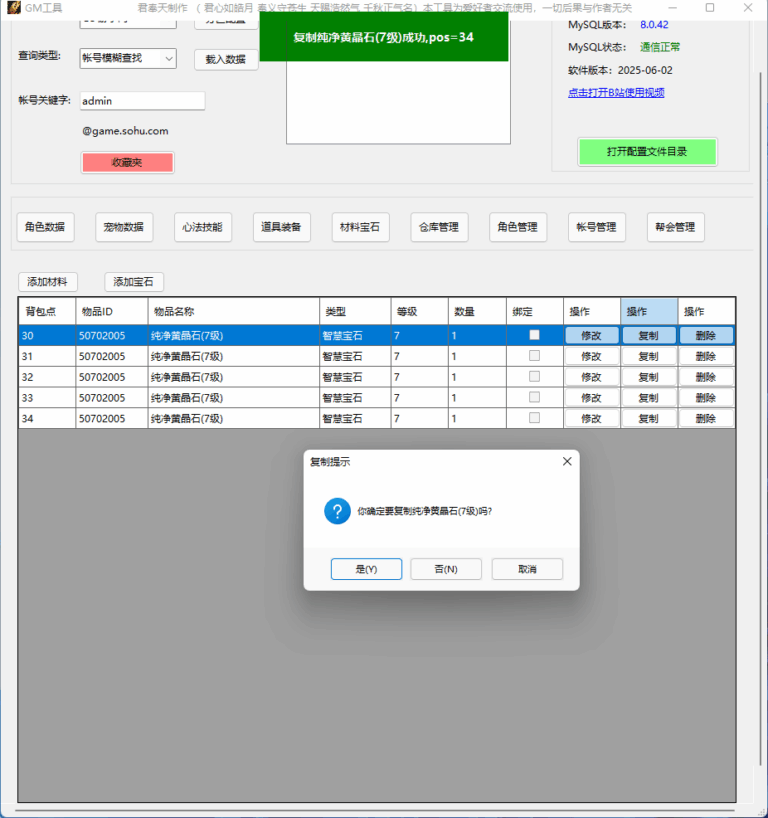 GM工具 君奉天制作 ( 君心如皓月 奉义守苍生 天赐浩然气 千秋正气名) 本工具为爱好者交流使用，一切后果与作者无关
复制纯净黄晶石(7级)成功,pos=34
MySQL版本： 8.0.42
查询类型: 帐号模糊查找 载入数据
MySQL状态： 通信正常
软件版本：2025-06-02
点击打开B站使用视频
帐号关键字: admin
@game.sohu.com
收藏夹
打开配置文件目录
角色数据 宠物数据 心法技能 道具装备 材料宝石 仓库管理 角色管理 帐号管理 帮会管理
添加材料 添加宝石
背包点 物品ID 物品名称 类型 等级 数量 绑定 操作 操作 操作
30 50702005 纯净黄晶石(7级) 智慧宝石 7 1 修改 复制 删除
31 50702005 纯净黄晶石(7级) 智慧宝石 7 1 修改 复制 删除
32 50702005 纯净黄晶石(7级) 智慧宝石 7 1 修改 复制 删除
33 50702005 纯净黄晶石(7级) 智慧宝石 7 1 修改 复制 删除
34 50702005 纯净黄晶石(7级) 智慧宝石 7 1 修改 复制 删除
复制提示
你确定要复制纯净黄晶石(7级)吗?
是(Y) 否(N) 取消